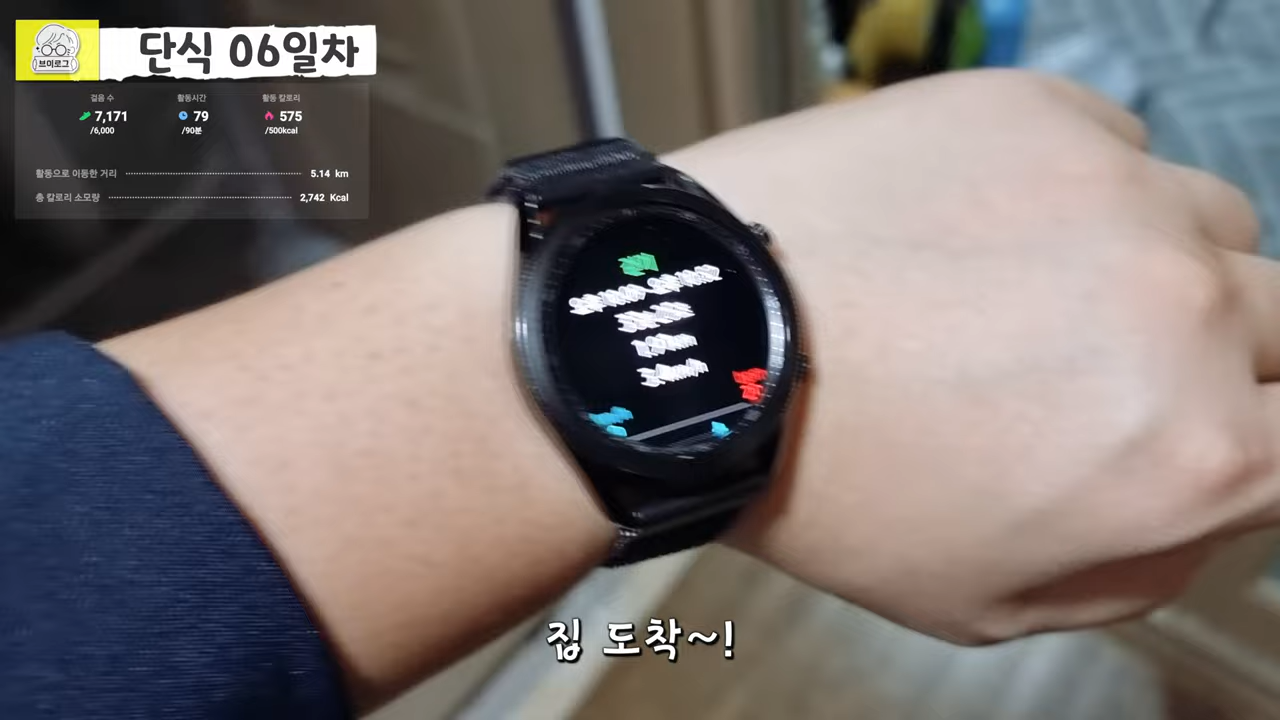 브이로그
단식 06일차
걸음 수 활동시간 활동 칼로리
7,171 79 575
/6,000 /90분 /500kcal
활동으로 이동한 거리 5.14 km
총 칼로리 소모량 2,742 Kcal
집 도착~!